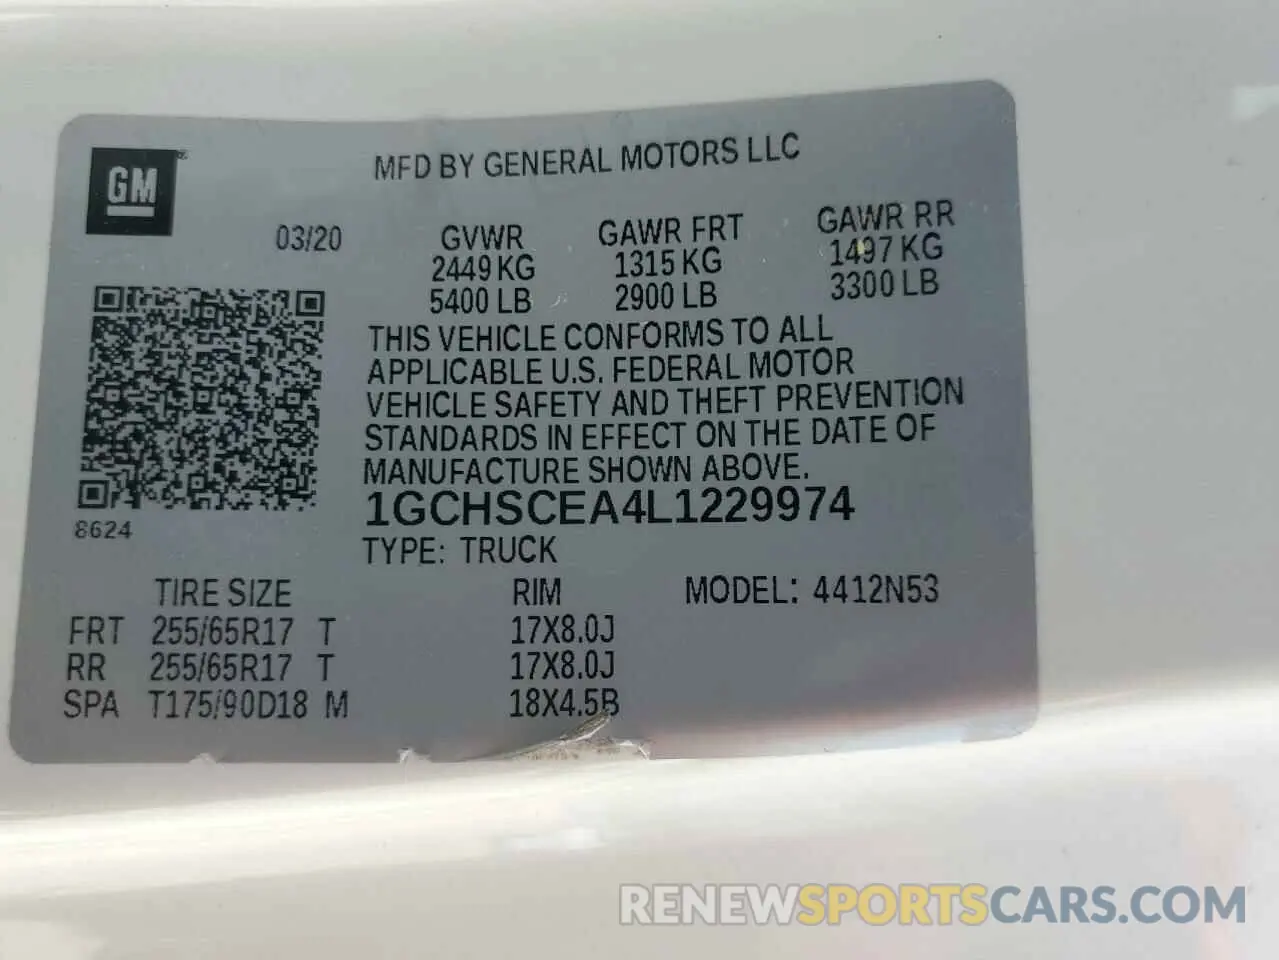 GM®
MFD BY GENERAL MOTORS LLC
03/20 GVWR GAWR FRT GAWR RR
2449 KG 1315 KG 1497 KG
5400 LB 2900 LB 3300 LB
THIS VEHICLE CONFORMS TO ALL
APPLICABLE U.S. FEDERAL MOTOR
VEHICLE SAFETY AND THEFT PREVENTION
STANDARDS IN EFFECT ON THE DATE OF
MANUFACTURE SHOWN ABOVE.
8624
1GCHSCEA4L1229974
TYPE: TRUCK
TIRE SIZE RIM MODEL: 4412N53
FRT 255/65R17 T 17X8.0J
RR 255/65R17 T 17X8.0J
SPA T175/90D18 M 18X4.5B
RENEWSPORTSCARS.COM